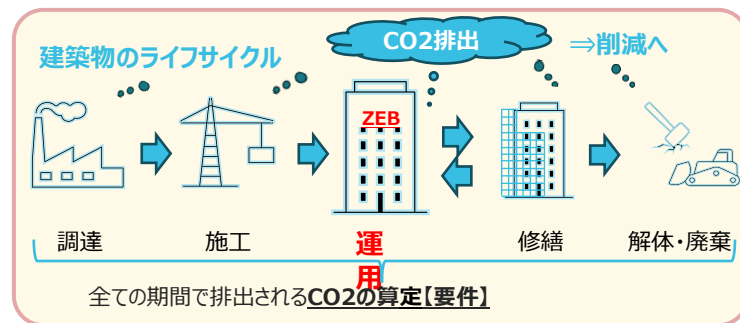 CO2排出
⇒削減へ
建築物のライフサイクル
ZEB
調達
施工
運用
修繕
解体・廃棄
全ての期間で排出されるCO2の算定【要件】